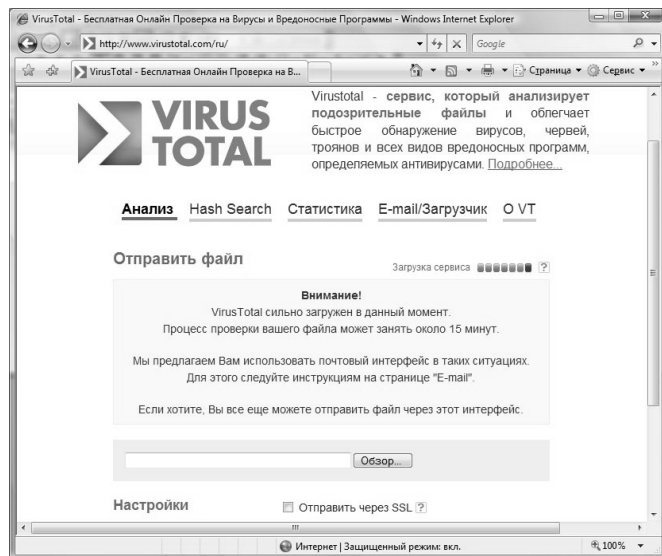 VirusTotal - Бесплатная Онлайн Проверка на Вирусы и Вредоносные Программы - Windows Internet Explorer
http://www.virustotal.com/ru/
Google
VirusTotal - Бесплатная Онлайн Проверка на В...
Страница
Сервис
VIRUS
TOTAL
Virustotal - сервис, который анализирует
подозрительные файлы и облегчает
быстрое обнаружение вирусов, червей,
троянов и всех видов вредоносных программ,
определяемых антивирусами. Подробнее...
Анализ Hash Search Статистика E-mail/Загрузчик О VT
Отправить файл
Загрузка сервиса ?
Внимание!
VirusTotal сильно загружен в данный момент.
Процесс проверки вашего файла может занять около 15 минут.
Мы предлагаем Вам использовать почтовый интерфейс в таких ситуациях.
Для этого следуйте инструкциям на странице "E-mail".
Если хотите, Вы все еще можете отправить файл через этот интерфейс.
Обзор...
Настройки
Отправить через SSL ?
Интернет | Защищенный режим: вкл.
100%